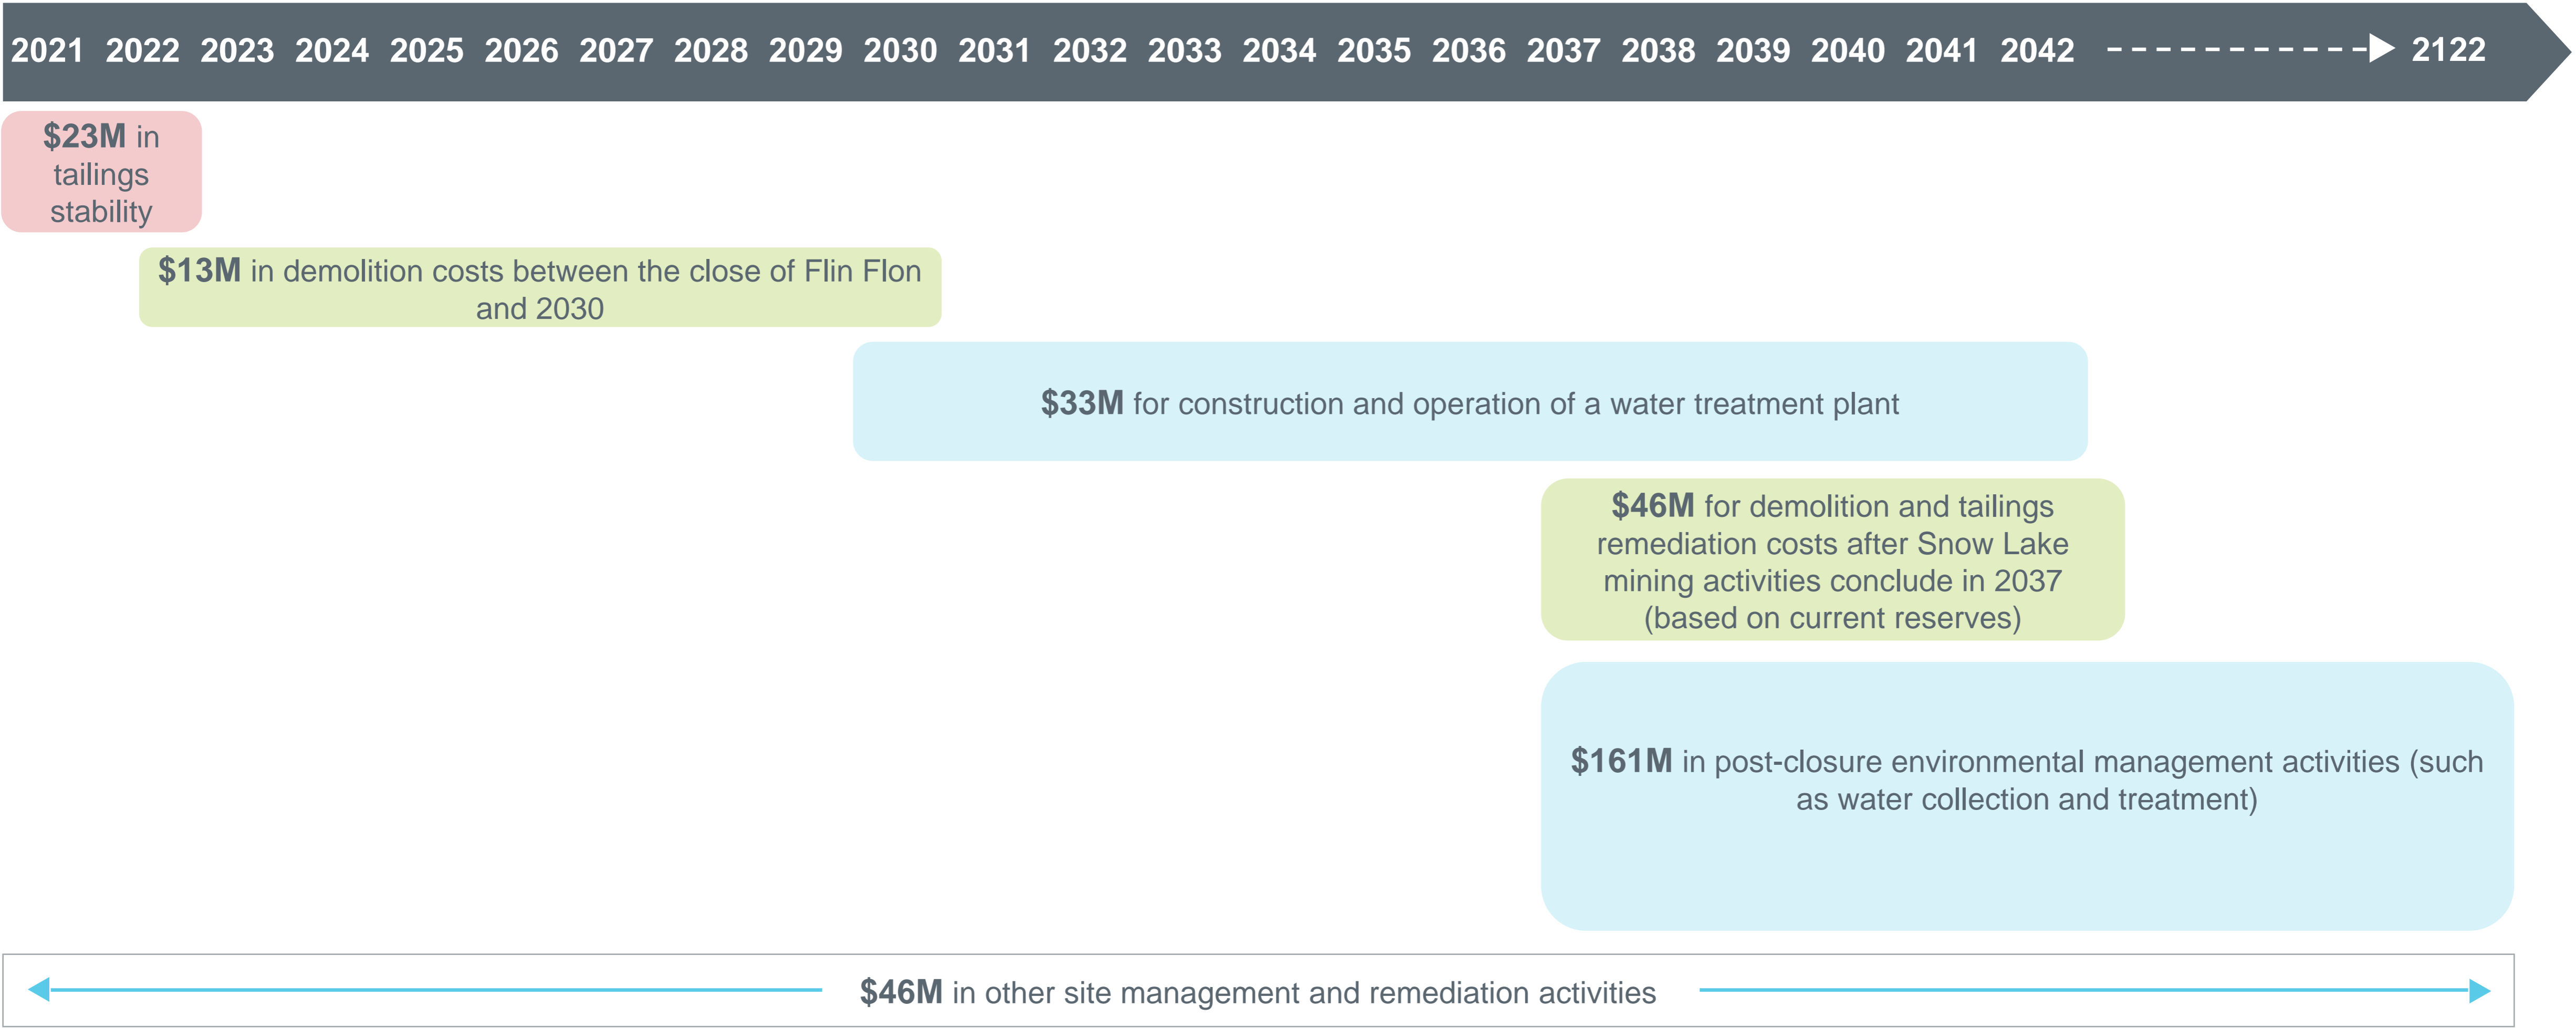 2021 2022 2023 2024 2025 2026 2027 2028 2029 2030 2031 2032 2033 2034 2035 2036 2037 2038 2039 2040 2041 2042 2122
$23M in
tailings
stability
$13M in demolition costs between the close of Flin Flon
and 2030
$33M for construction and operation of a water treatment plant
$46M for demolition and tailings
remediation costs after Snow Lake
mining activities conclude in 2037
(based on current reserves)
$161M in post-closure environmental management activities (such
as water collection and treatment)
$46M in other site management and remediation activities